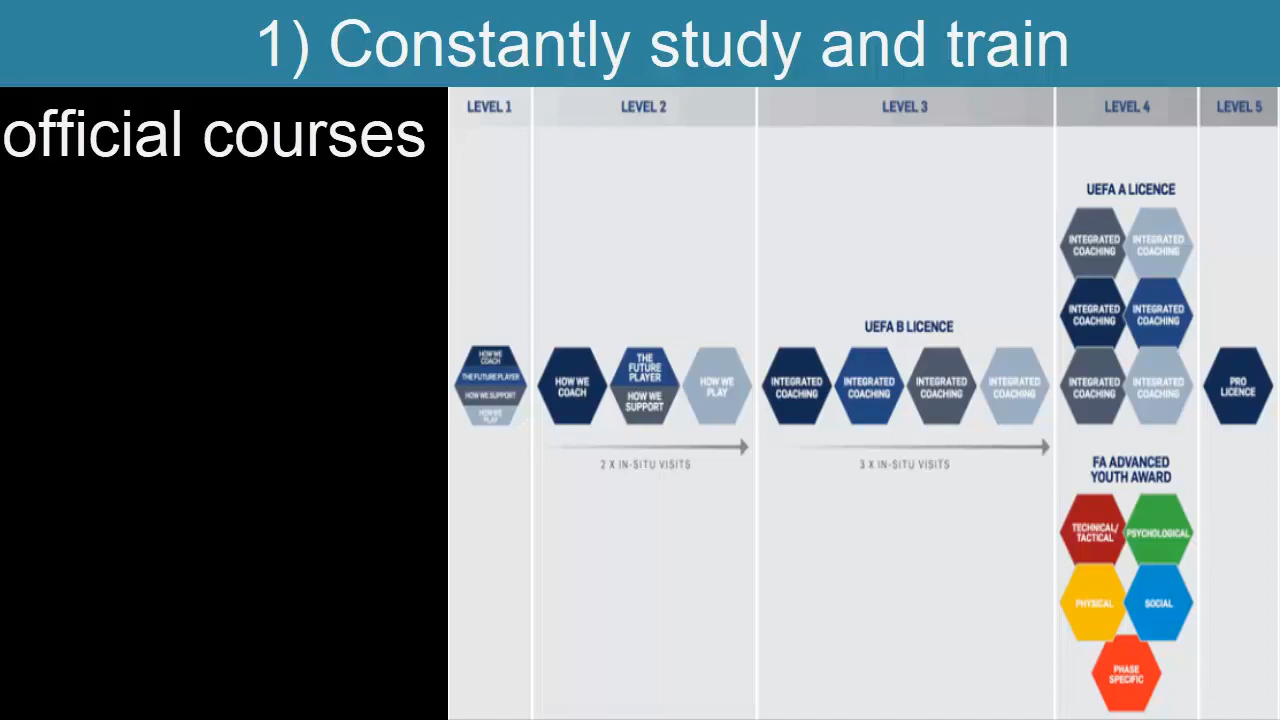 1) Constantly study and train
official courses
LEVEL 1
LEVEL 2
LEVEL 3
LEVEL 4
LEVEL 5
HOW WE
COACH
THE FUTURE PLAYER
HOW WE SUPPORT
HOW WE
PLAY
HOW WE
COACH
THE
FUTURE
PLAYER
HOW WE
SUPPORT
HOW WE
PLAY
2 X IN-SITU VISITS
UEFA B LICENCE
INTEGRATED
COACHING
INTEGRATED
COACHING
INTEGRATED
COACHING
INTEGRATED
COACHING
3 X IN-SITU VISITS
UEFA A LICENCE
INTEGRATED
COACHING
INTEGRATED
COACHING
INTEGRATED
COACHING
INTEGRATED
COACHING
INTEGRATED
COACHING
INTEGRATED
COACHING
FA ADVANCED
YOUTH AWARD
TECHNICAL/
TACTICAL
PSYCHOLOGICAL
PHYSICAL
SOCIAL
PHASE
SPECIFIC
PRO
LICENCE